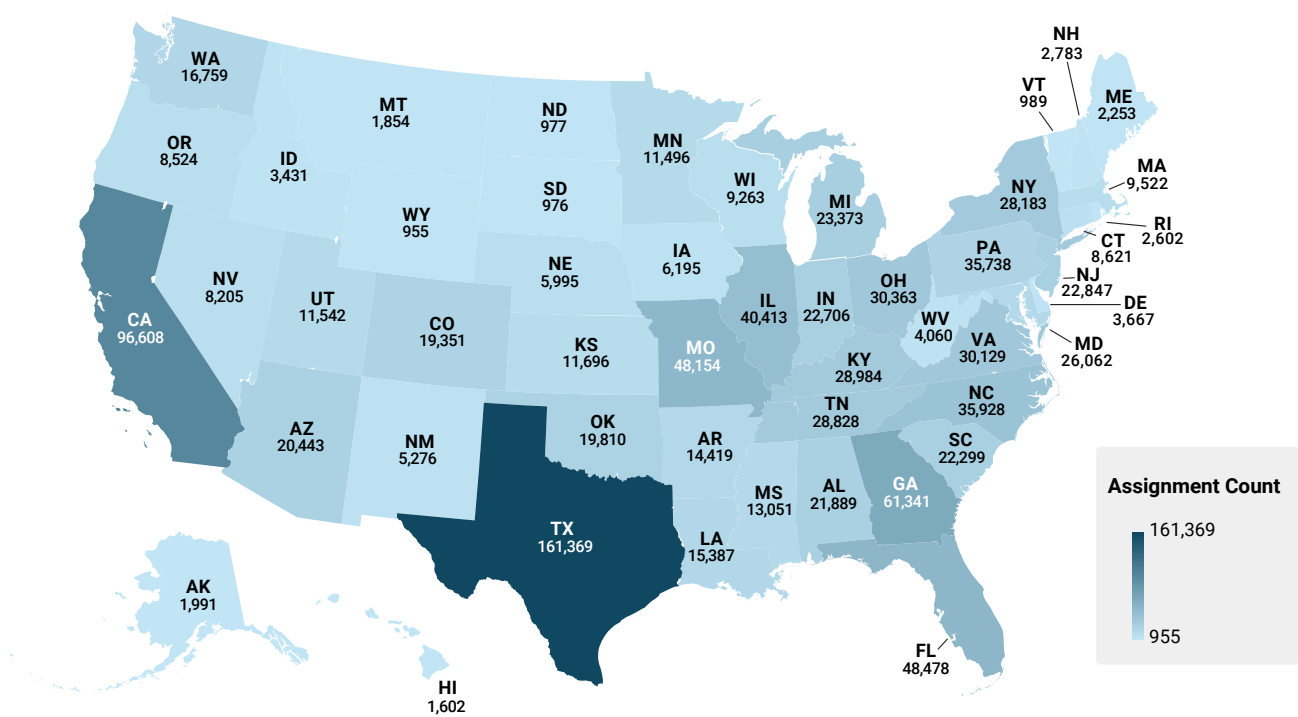 NH
2,783
VT
989
ME
2,253
WA
16,759
MT
1,854
ND
977
MN
11,496
OR
8,524
ID
3,431
WI
9,263
MI
23,373
NY
28,183
MA
9,522
RI
2,602
CT
8,621
SD
976
WY
955
IA
6,195
NE
5,995
PA
35,738
NJ
22,847
NV
8,205
UT
11,542
CO
19,351
IL
40,413
IN
22,706
OH
30,363
DE
3,667
CA
96,608
KS
11,696
MO
48,154
WV
4,060
VA
30,129
MD
26,062
KY
28,984
NC
35,928
TN
28,828
AZ
20,443
NM
5,276
OK
19,810
AR
14,419
SC
22,299
MS
13,051
AL
21,889
GA
61,341
TX
161,369
LA
15,387
Assignment Count
161,369
955
AK
1,991
HI
1,602
FL
48,478